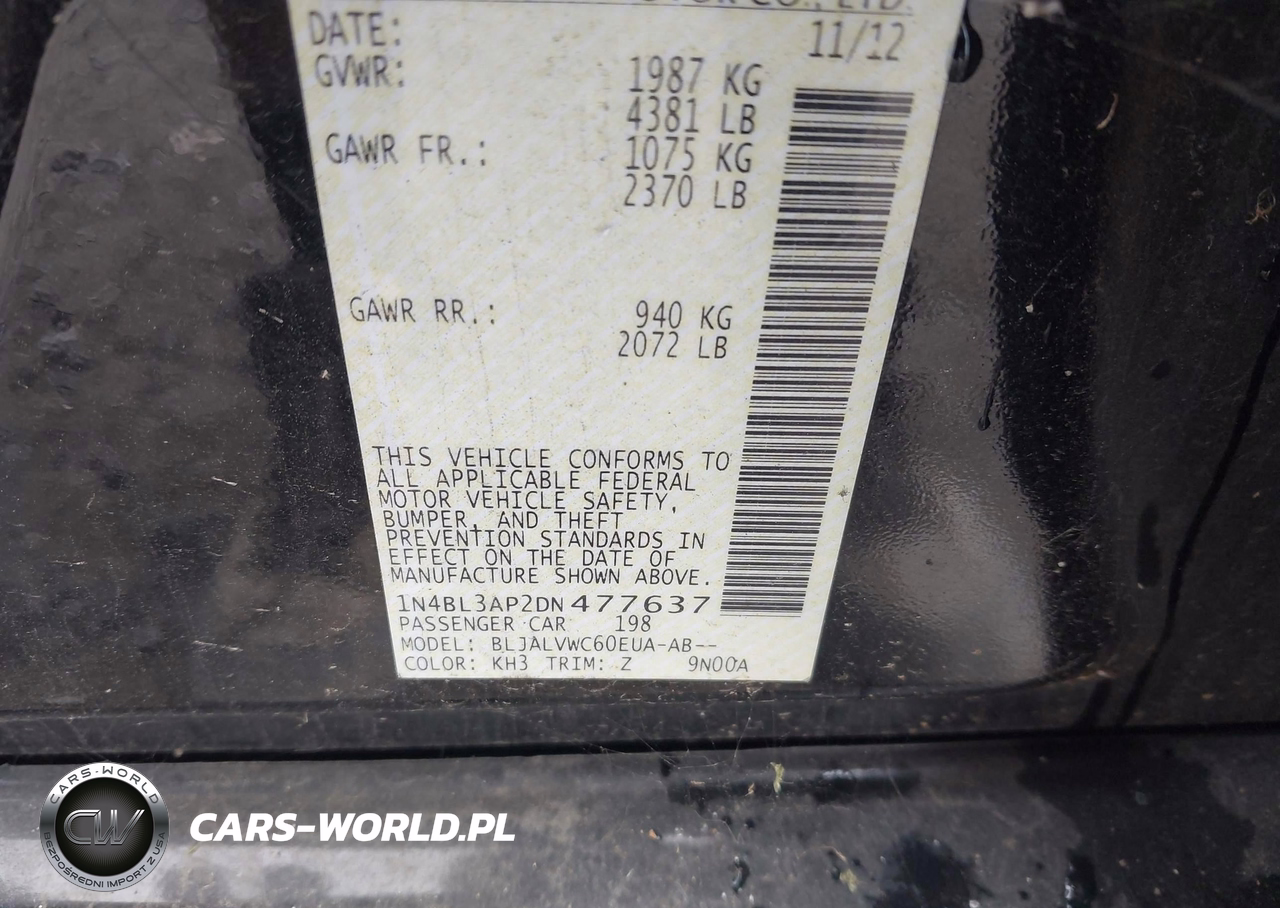 MOTOR CO., LTD.
DATE: 11/12
GVWR: 1987 KG
4381 LB
GAWR FR.: 1075 KG
2370 LB
GAWR RR.: 940 KG
2072 LB
THIS VEHICLE CONFORMS TO
ALL APPLICABLE FEDERAL
MOTOR VEHICLE SAFETY,
BUMPER, AND THEFT
PREVENTION STANDARDS IN
EFFECT ON THE DATE OF
MANUFACTURE SHOWN ABOVE.
1N4BL3AP2DN477637
PASSENGER CAR 198
MODEL: BLJALVWC60EUA-AB--
COLOR: KH3 TRIM: Z 9N00A
CARS-WORLD
CW
BEZPOŚREDNI IMPORT Z USA
CARS-WORLD.PL